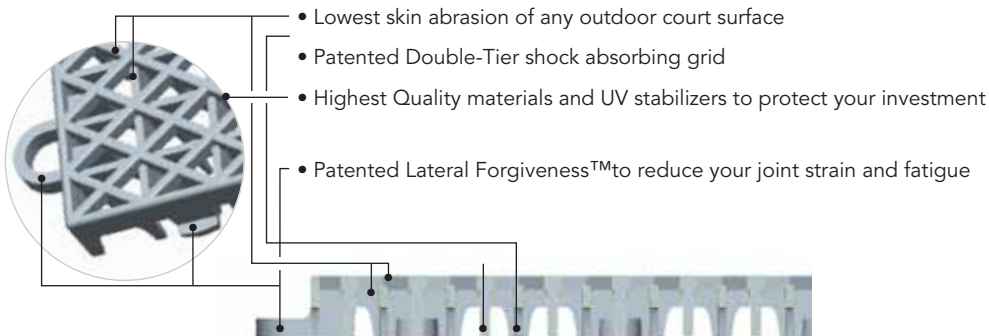 • Lowest skin abrasion of any outdoor court surface
• Patented Double-Tier shock absorbing grid
• Highest Quality materials and UV stabilizers to protect your investment
• Patented Lateral Forgiveness™to reduce your joint strain and fatigue